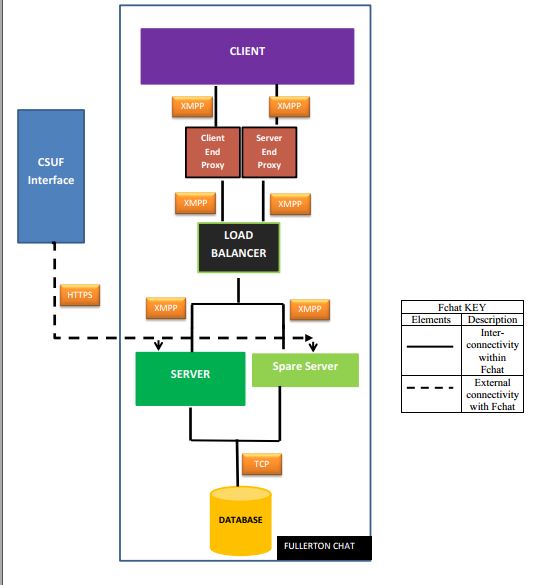 CLIENT
XMPP
XMPP
Client
End
Proxy
Server
End
Proxy
CSUF
Interface
XMPP
XMPP
LOAD
BALANCER
HTTPS
XMPP
XMPP
SERVER
Spare Server
TCP
DATABASE
FULLERTON CHAT
Fchat KEY
Elements
Description
Inter-
connectivity
within
Fchat
External
connectivity
with Fchat